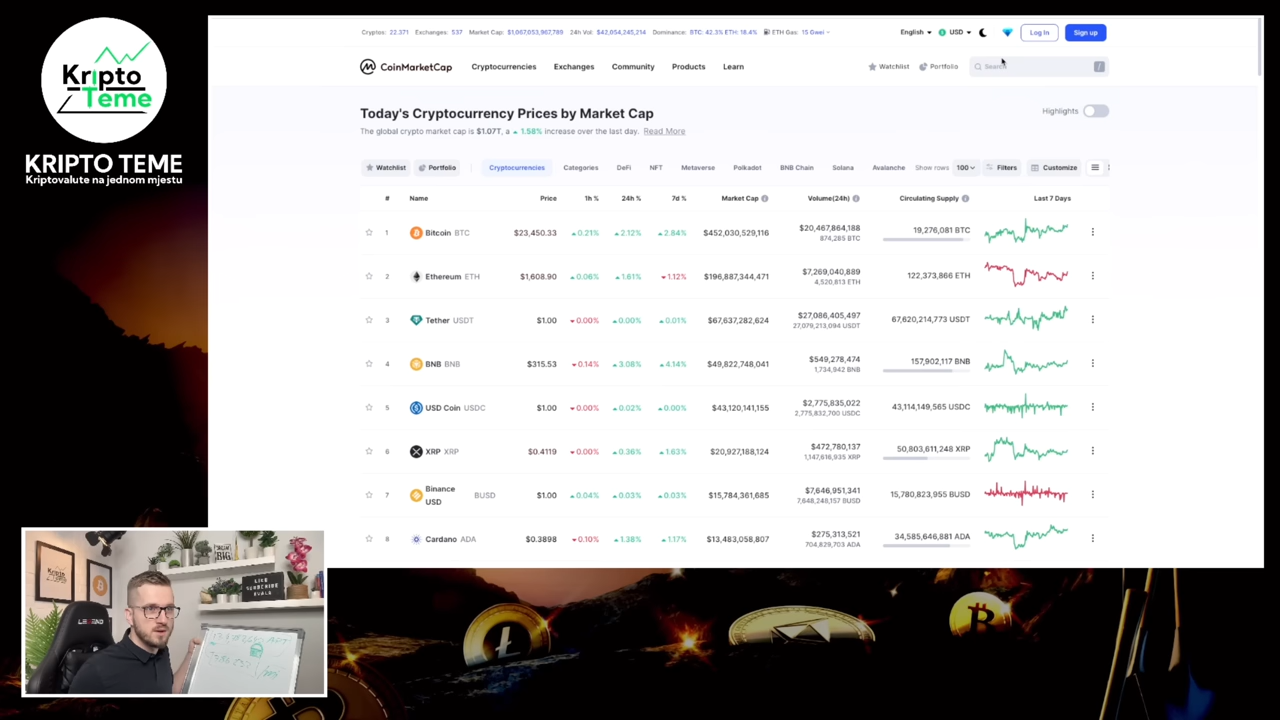 Kripto
Teme
KRIPTO TEME
Kriptovalute na jednom mjestu
Cryptos: 22.371 Exchanges: 537 Market Cap: $1,067,053,967,789 24h Vol: $42,054,245,214 Dominance: BTC: 42.3% ETH: 18.4% ETH Gas: 15 Gwei
English USD Log In Sign up
CoinMarketCap Cryptocurrencies Exchanges Community Products Learn Watchlist Portfolio Search /
Today's Cryptocurrency Prices by Market Cap
Highlights
The global crypto market cap is $1.07T, a 1.58% increase over the last day. Read More
Watchlist Portfolio Cryptocurrencies Categories DeFi NFT Metaverse Polkadot BNB Chain Solana Avalanche Show rows 100 Filters Customize
# Name Price 1h % 24h % 7d % Market Cap Volume(24h) Circulating Supply Last 7 Days
1 Bitcoin BTC $23,450.33 0.21% 2.12% 2.84% $452,030,529,116 $20,467,864,188 19,276,081 BTC
874,285 BTC
2 Ethereum ETH $1,608.90 0.06% 1.61% 1.12% $196,887,344,471 $7,269,040,889 122,373,866 ETH
4,520,813 ETH
3 Tether USDT $1.00 0.00% 0.00% 0.01% $67,637,282,624 $27,086,405,497 67,620,214,773 USDT
27,079,213,094 USDT
4 BNB BNB $315.53 0.14% 3.08% 4.14% $49,822,748,041 $549,278,474 157,902,117 BNB
1,734,942 BNB
5 USD Coin USDC $1.00 0.00% 0.02% 0.00% $43,120,141,155 $2,775,835,022 43,114,149,565 USDC
2,775,832,700 USDC
6 XRP XRP $0.4119 0.00% 0.36% 1.63% $20,927,188,124 $472,780,137 50,803,611,248 XRP
1,147,616,935 XRP
7 Binance USD BUSD $1.00 0.04% 0.03% 0.03% $15,784,361,685 $7,646,951,341 15,780,823,955 BUSD
7,648,248,157 BUSD
8 Cardano ADA $0.3898 0.10% 1.38% 1.17% $13,483,058,807 $275,313,521 34,585,646,881 ADA
704,829,703 ADA
BIG
LIKE
SUBSCRIBE
HVALA